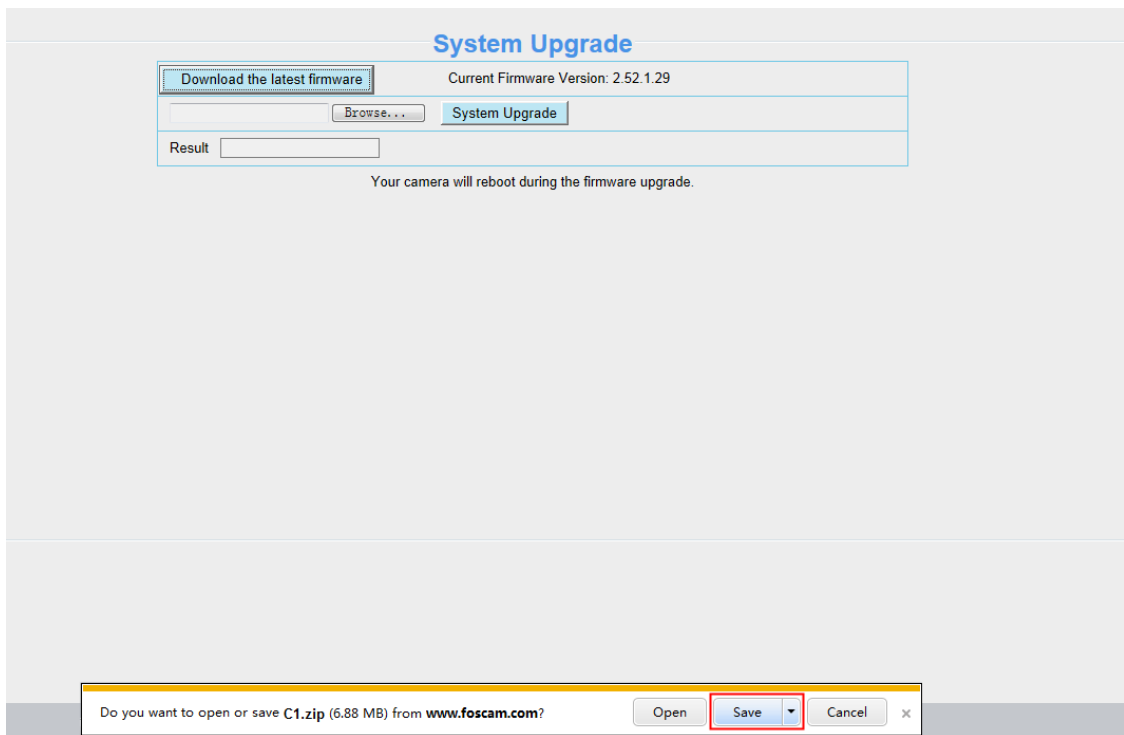 System Upgrade
Download the latest firmware Current Firmware Version: 2.52.1.29
Browse... System Upgrade
Result
Your camera will reboot during the firmware upgrade.
Do you want to open or save C1.zip (6.88 MB) from www.foscam.com? Open Save Cancel ×